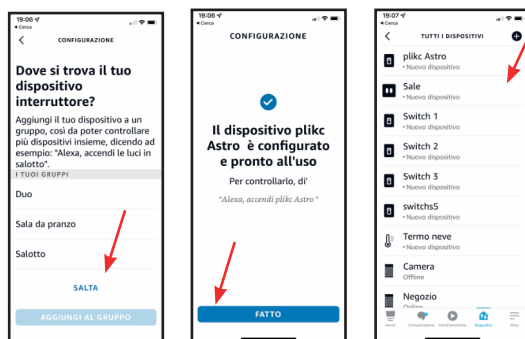 19:06
Cerca
CONFIGURAZIONE
Dove si trova il tuo
dispositivo
interruttore?
Aggiungi il tuo dispositivo a un
gruppo, così da poter controllare
più dispositivi insieme, dicendo ad
esempio: "Alexa, accendi le luci in
salotto".
I TUOI GRUPPI
Duo
Sala da pranzo
Salotto
SALTA
AGGIUNGI AL GRUPPO
19:06
Cerca
CONFIGURAZIONE
Il dispositivo plikc
Astro è configurato
e pronto all'uso
Per controllarlo, di'
"Alexa, accendi plikc Astro"
FATTO
19:07
Cerca
TUTTI I DISPOSITIVI
plikc Astro
• Nuovo dispositivo
Sale
• Nuovo dispositivo
Switch 1
• Nuovo dispositivo
Switch 2
• Nuovo dispositivo
Switch 3
• Nuovo dispositivo
switchs5
• Nuovo dispositivo
Termo neve
• Nuovo dispositivo
Camera
Offline
Negozio
Online
Dispositivi